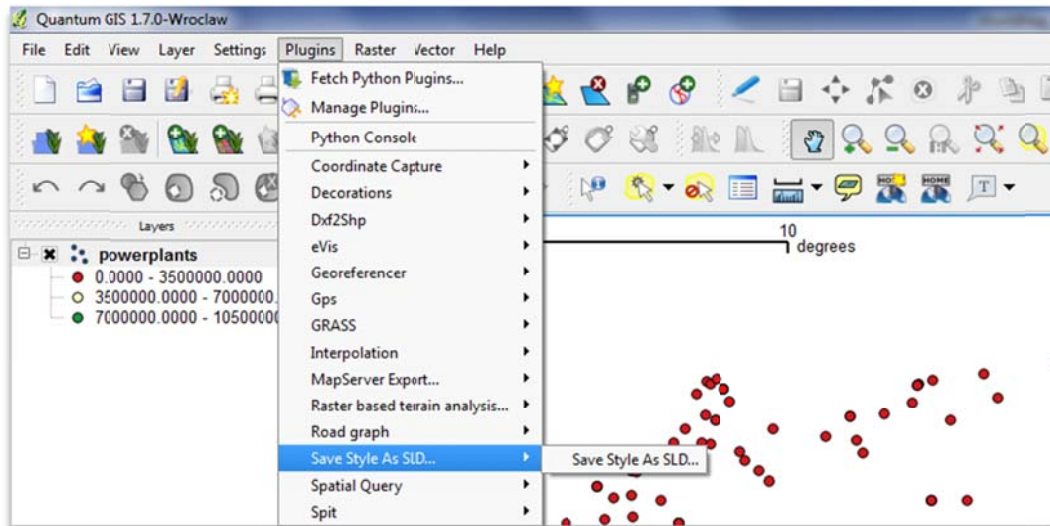 Quantum GIS 1.7.0-Wroclaw
File Edit View Layer Settings Plugins Raster Vector Help
Fetch Python Plugins...
Manage Plugins...
Python Console
Coordinate Capture
Decorations
Dxf2Shp
eVis
Georeferencer
Gps
GRASS
Interpolation
MapServer Export...
Raster based terrain analysis...
Road graph
Save Style As SLD...
Save Style As SLD...
Spatial Query
Spit
HOME
T
Layers
powerplants
0.0000 - 3500000.0000
3500000.0000 - 7000000.
7000000.0000 -
10
degrees